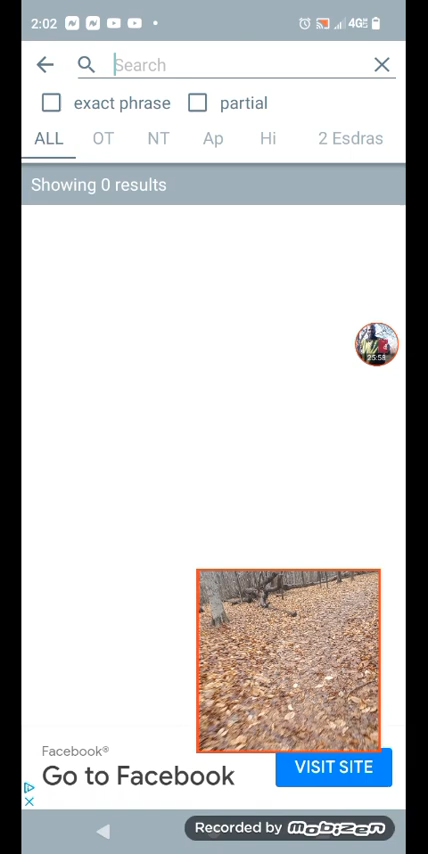 2:02
4G
Search
exact phrase
partial
ALL
OT
NT
Ap
Hi
2 Esdras
Showing 0 results
25:58
Facebook®
Go to Facebook
VISIT SITE
Recorded by mobizen